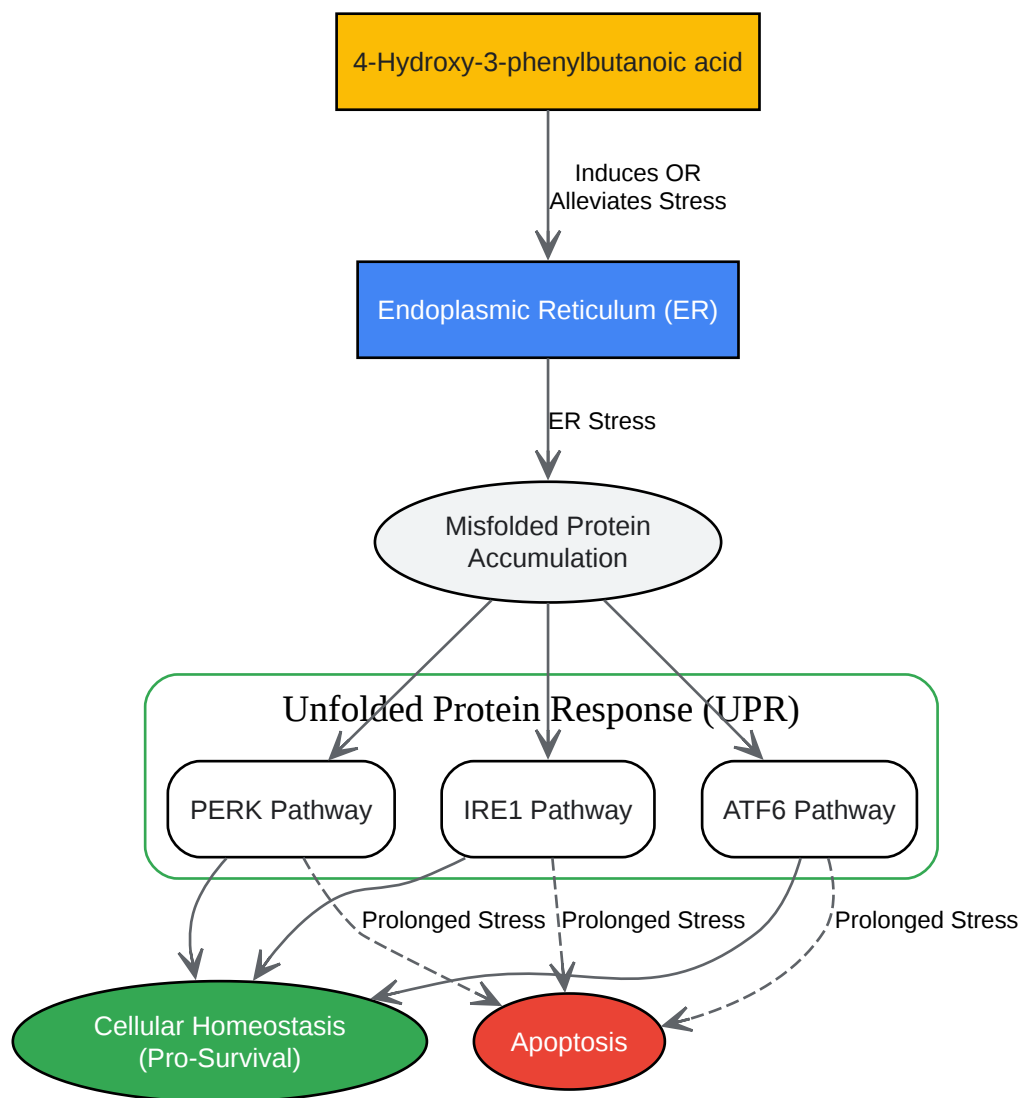 4-Hydroxy-3-phenylbutanoic acid
Induces OR
Alleviates Stress
Endoplasmic Reticulum (ER)
ER Stress
Misfolded Protein
Accumulation
Unfolded Protein Response (UPR)
PERK Pathway
IRE1 Pathway
ATF6 Pathway
Prolonged Stress
Prolonged Stress
Prolonged Stress
Cellular Homeostasis
(Pro-Survival)
Apoptosis